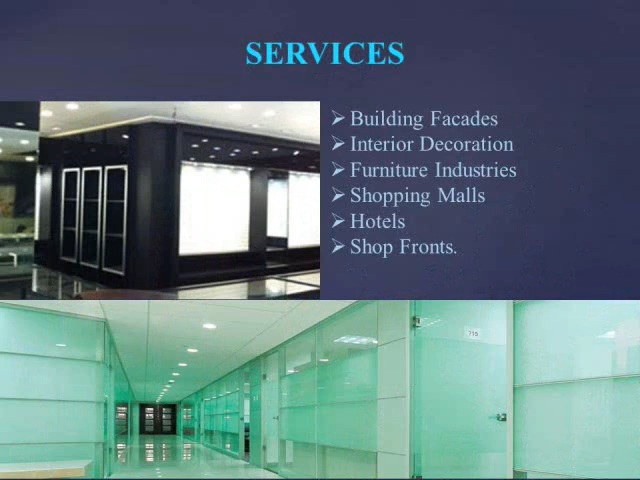 SERVICES
➢ Building Facades
➢ Interior Decoration
➢ Furniture Industries
➢ Shopping Malls
➢ Hotels
➢ Shop Fronts.